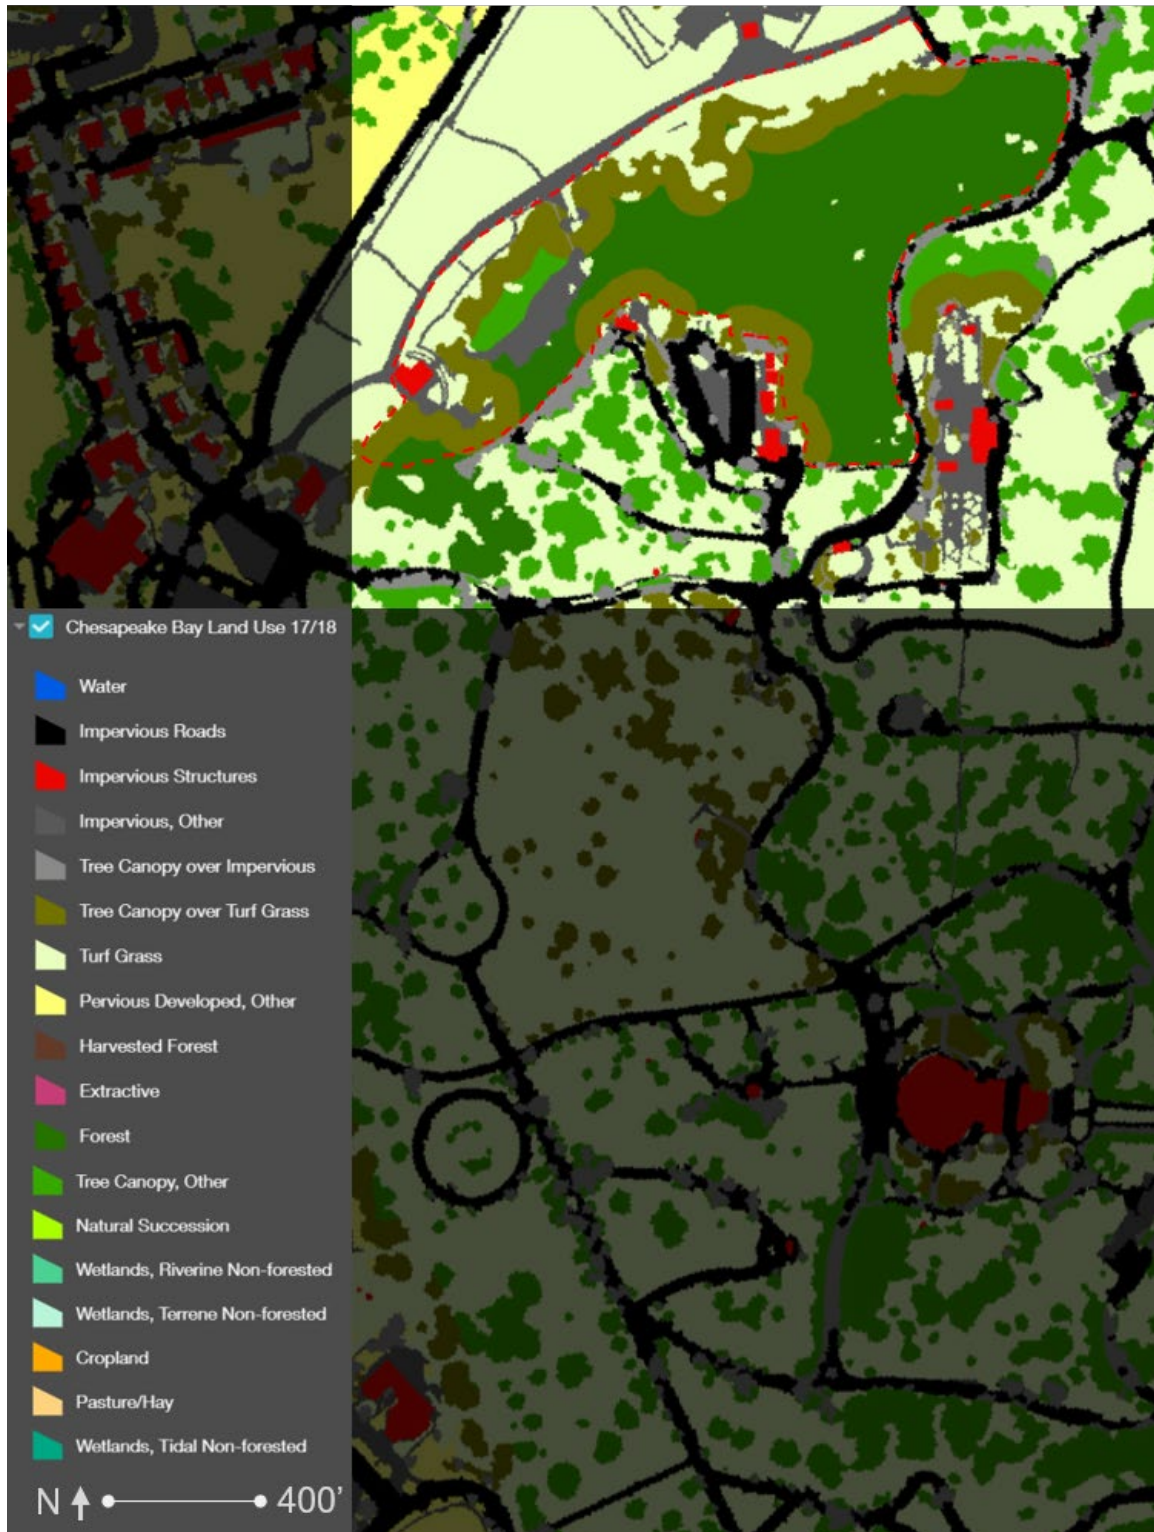 Chesapeake Bay Land Use 17/18
Water
Impervious Roads
Impervious Structures
Impervious, Other
Tree Canopy over Impervious
Tree Canopy over Turf Grass
Turf Grass
Pervious Developed, Other
Harvested Forest
Extractive
Forest
Tree Canopy, Other
Natural Succession
Wetlands, Riverine Non-forested
Wetlands, Terrene Non-forested
Cropland
Pasture/Hay
Wetlands, Tidal Non-forested
N 400'